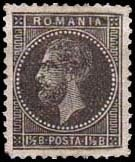 ROMANIA
1½ B. POSTA 1½ B.